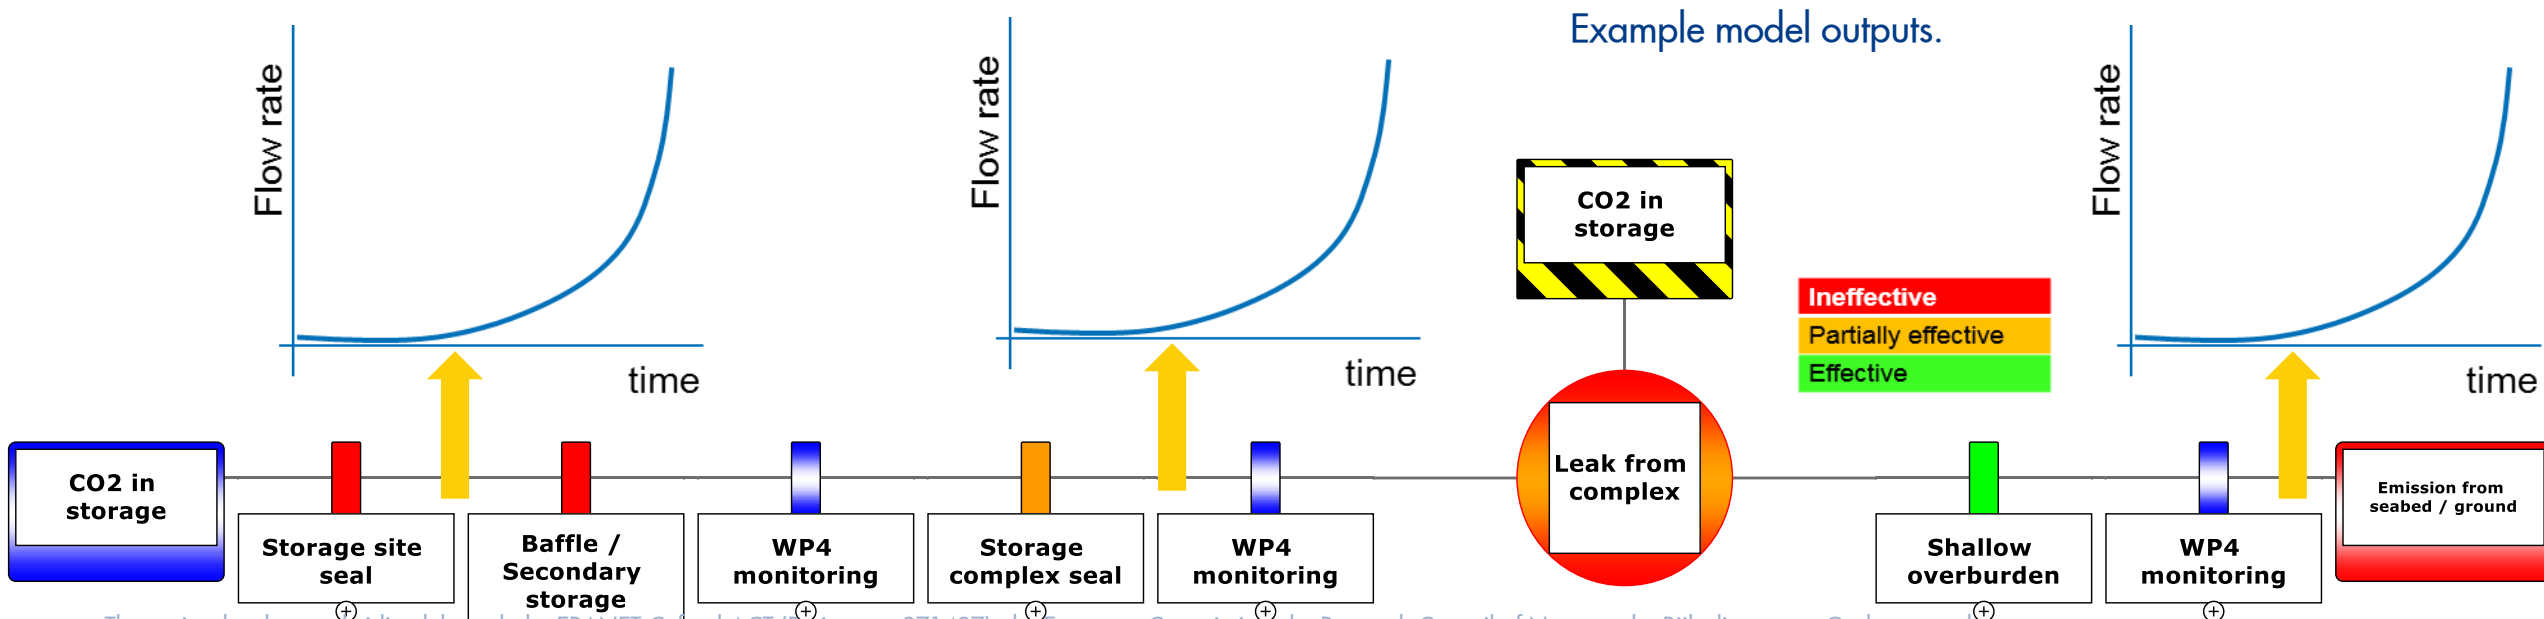 Example model outputs.
Flow rate
time
Flow rate
time
Flow rate
time
CO2 in
storage
Ineffective
Partially effective
Effective
CO2 in
storage
Storage site
seal
Baffle /
Secondary
storage
WP4
monitoring
Storage
complex seal
WP4
monitoring
Leak from
complex
Shallow
overburden
WP4
monitoring
Emission from
seabed / ground